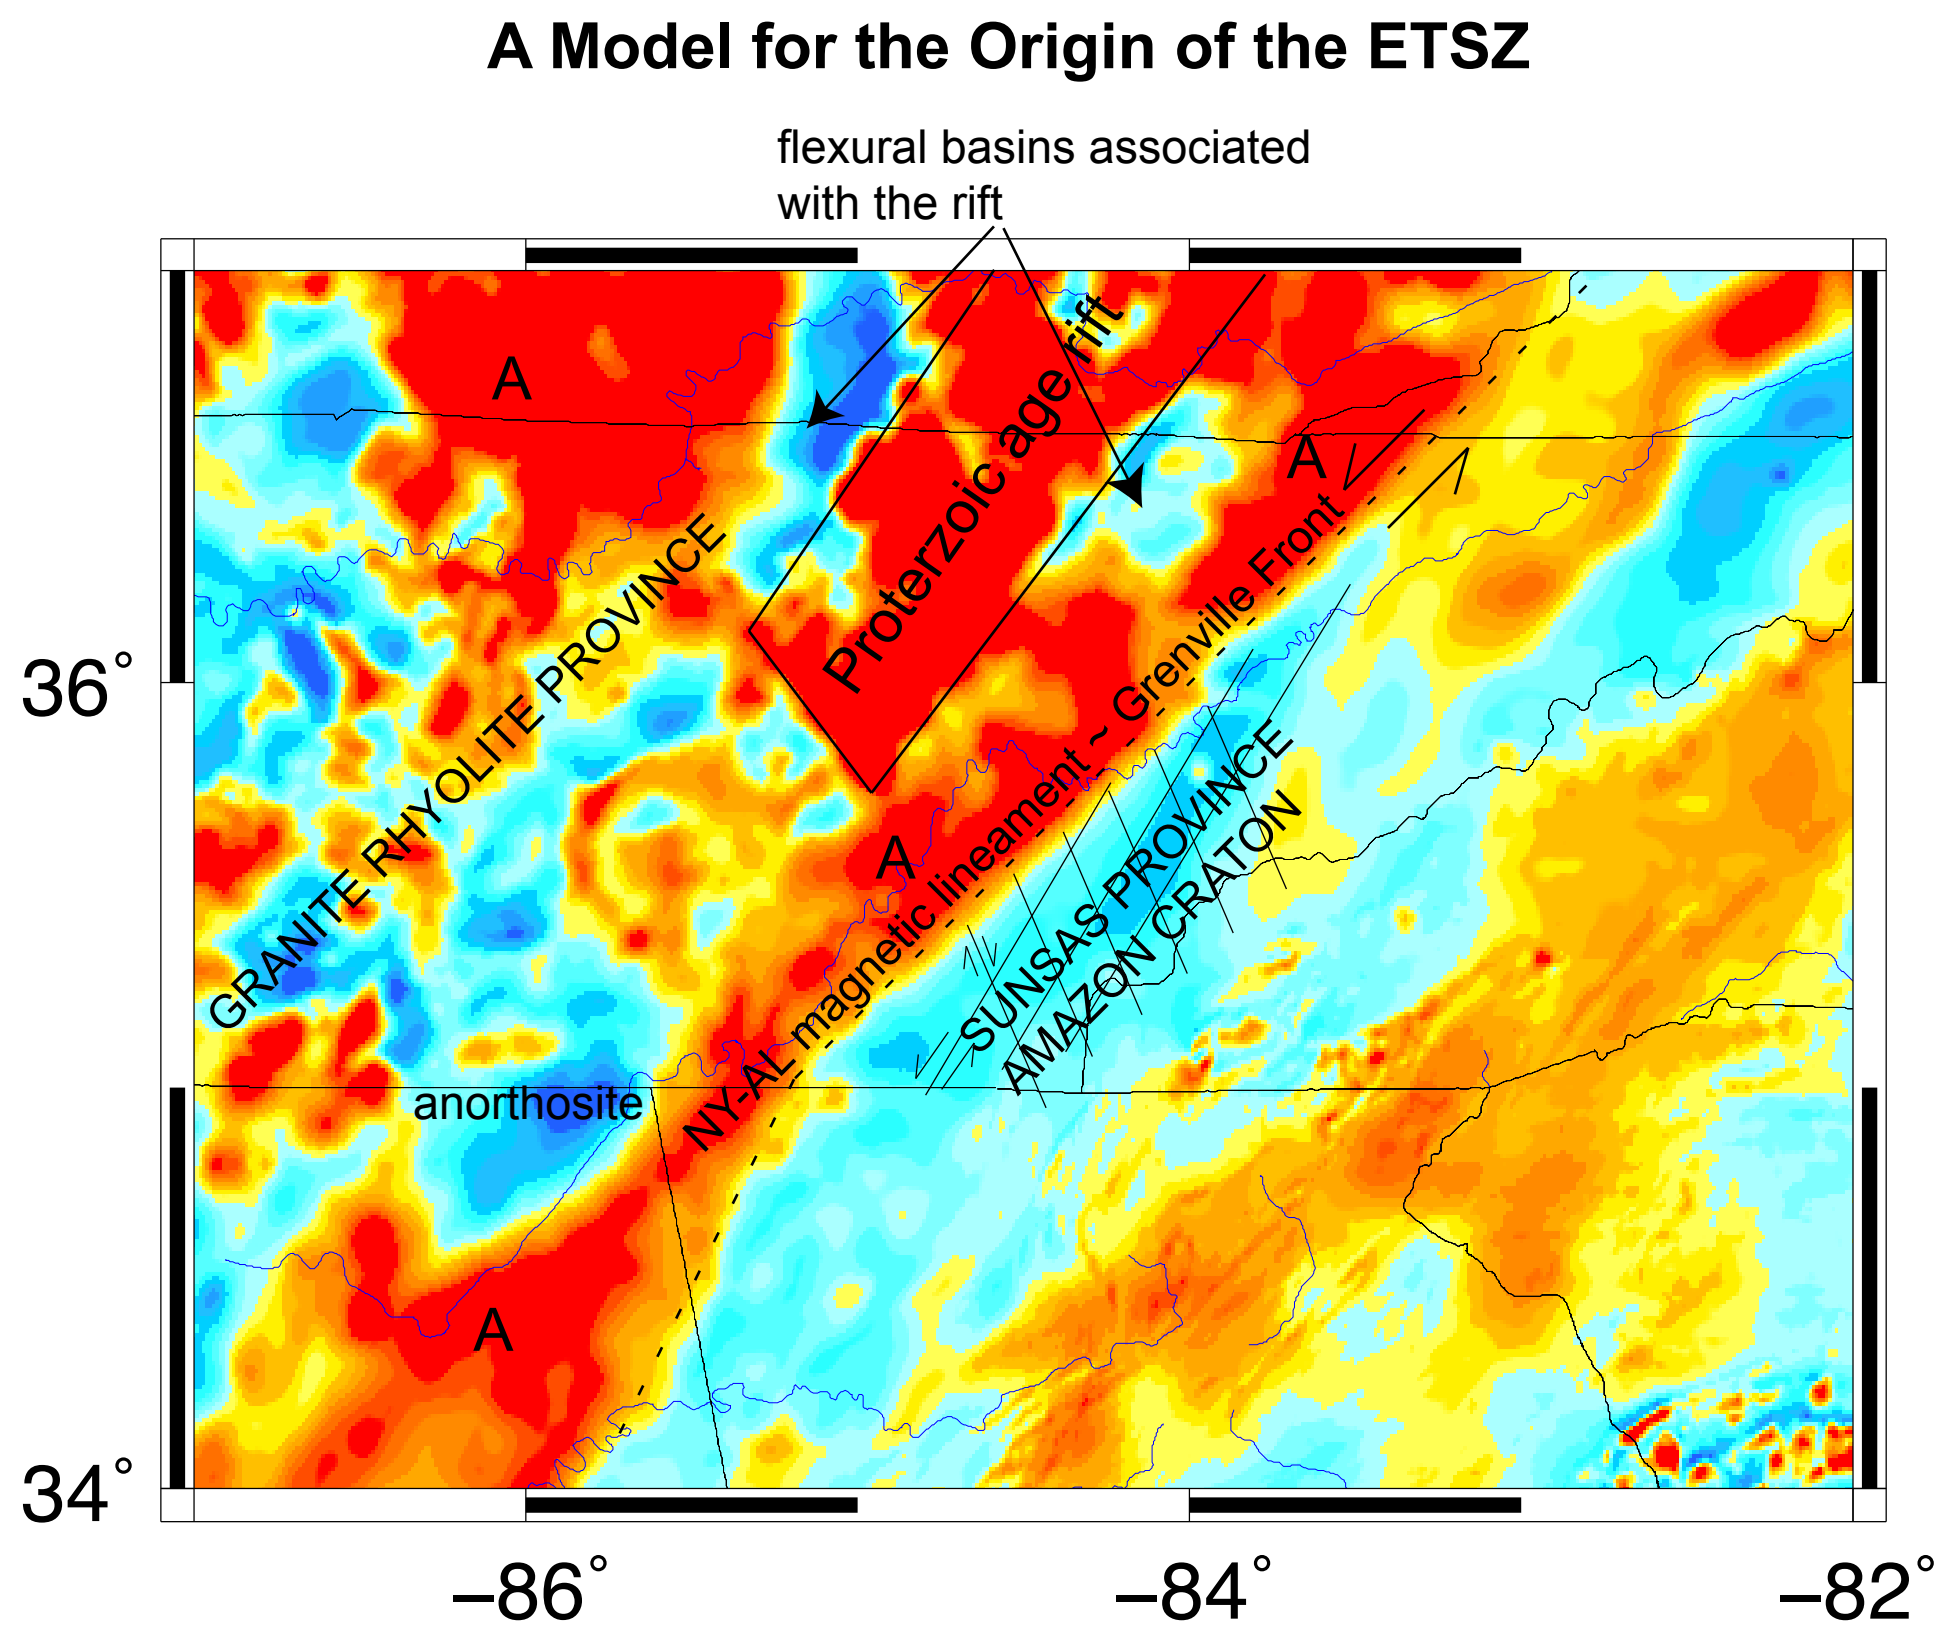 A Model for the Origin of the ETSZ
flexural basins associated
with the rift
A
Proterzoic age rift
A
GRANITE RHYOLITE PROVINCE
36°
A
NY-AL magnetic lineament ~ Grenville Front
SUNSAS PROVINCE
AMAZON CRATON
anorthosite
A
34°
−86°
−84°
−82°